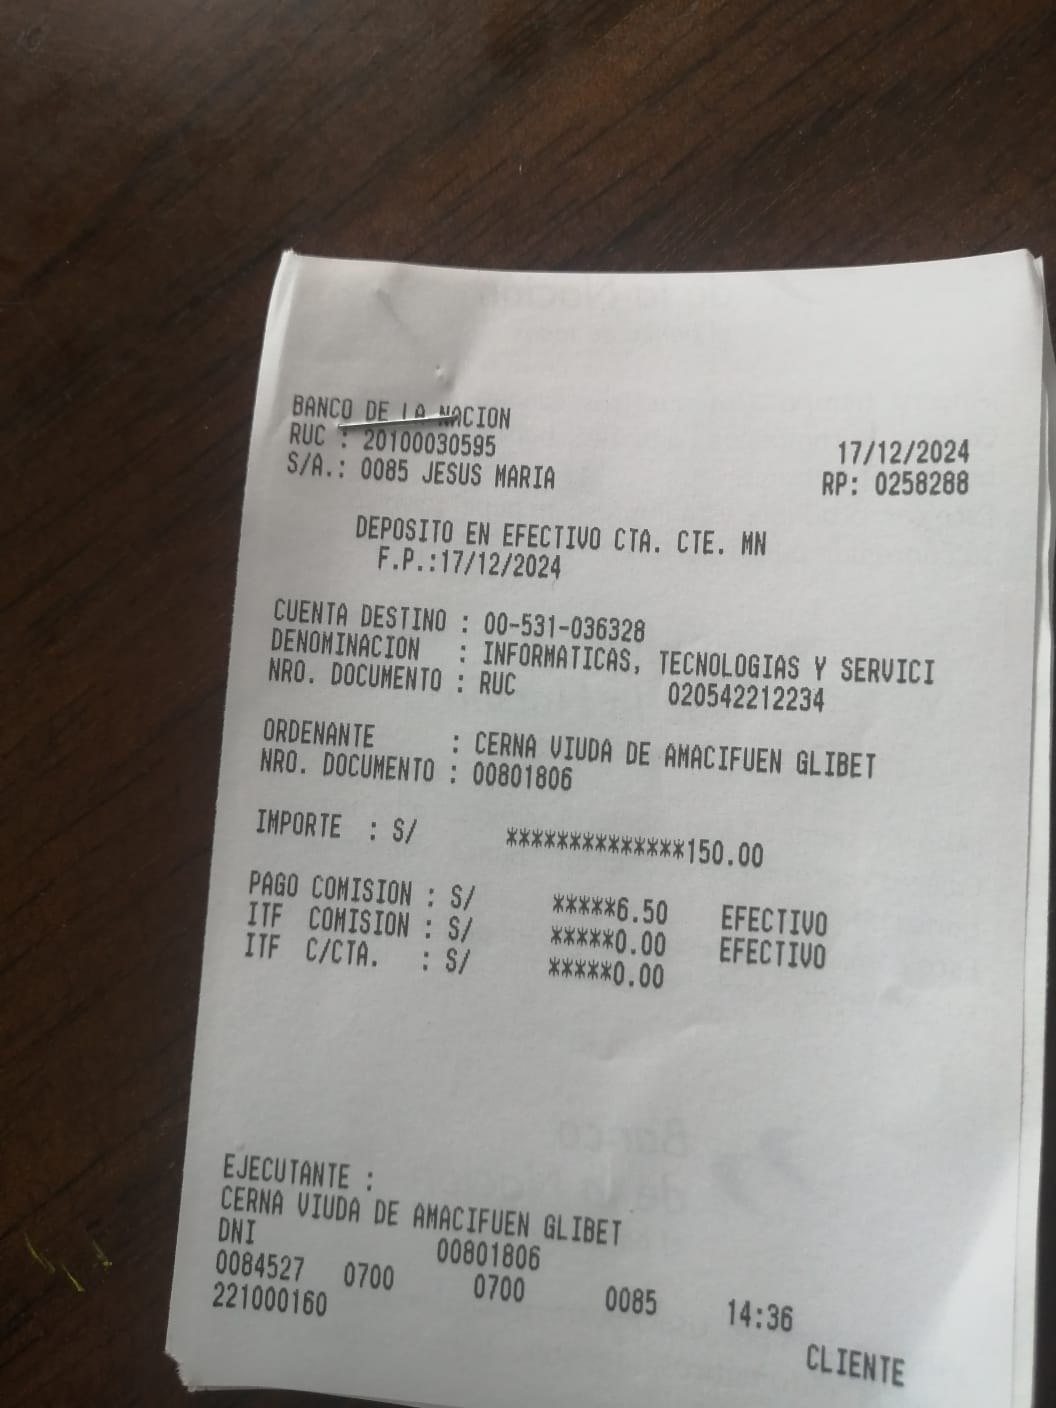 BANCO DE LA NACION
RUC : 20100030595 17/12/2024
S/A.: 0085 JESUS MARIA RP: 0258288
DEPOSITO EN EFECTIVO CTA. CTE. MN
F.P.:17/12/2024
CUENTA DESTINO : 00-531-036328
DENOMINACION : INFORMATICAS, TECNOLOGIAS Y SERVICI
NRO. DOCUMENTO : RUC 020542212234
ORDENANTE : CERNA VIUDA DE AMACIFUEN GLIBET
NRO. DOCUMENTO : 00801806
IMPORTE : S/ **************150.00
PAGO COMISION : S/ *****6.50 EFECTIVO
ITF COMISION : S/ *****0.00 EFECTIVO
ITF C/CTA. : S/ *****0.00
EJECUTANTE :
CERNA VIUDA DE AMACIFUEN GLIBET
DNI 00801806
0084527 0700 0700 0085 14:36
221000160
CLIENTE